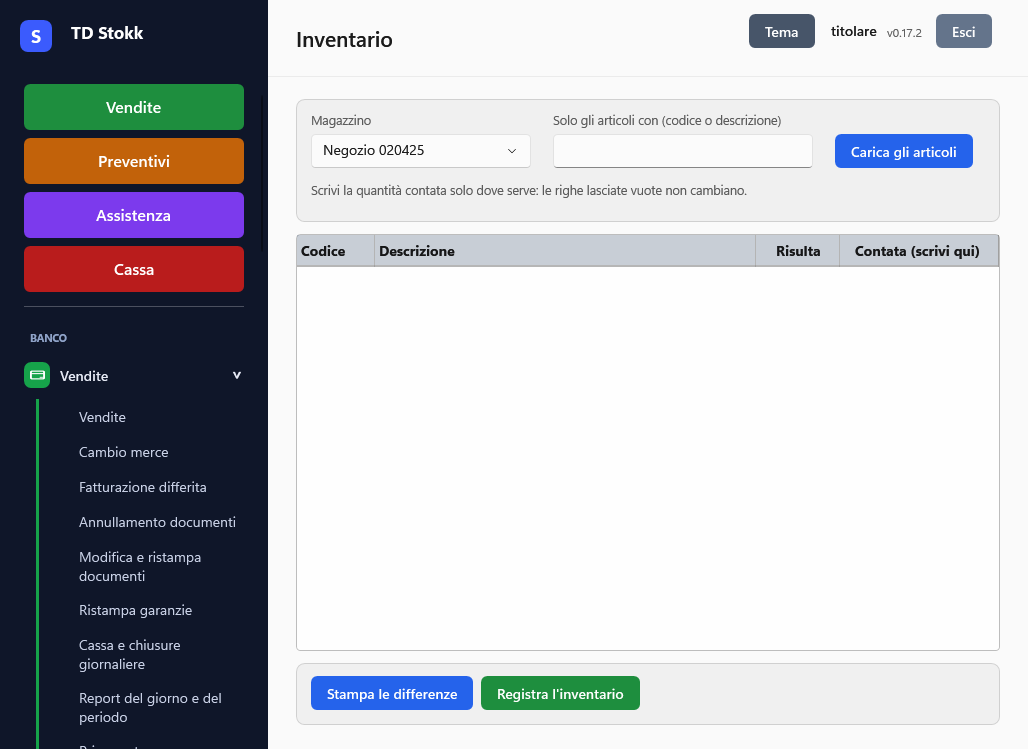 S
TD Stokk
Vendite
Preventivi
Assistenza
Cassa
BANCO
Vendite
Vendite
Cambio merce
Fatturazione differita
Annullamento documenti
Modifica e ristampa
documenti
Ristampa garanzie
Cassa e chiusure
giornaliere
Report del giorno e del
periodo
Inventario
Tema
titolare
v0.17.2
Esci
Magazzino
Negozio 020425
Solo gli articoli con (codice o descrizione)
Carica gli articoli
Scrivi la quantità contata solo dove serve: le righe lasciate vuote non cambiano.
Codice
Descrizione
Risulta
Contata (scrivi qui)
Stampa le differenze
Registra l'inventario